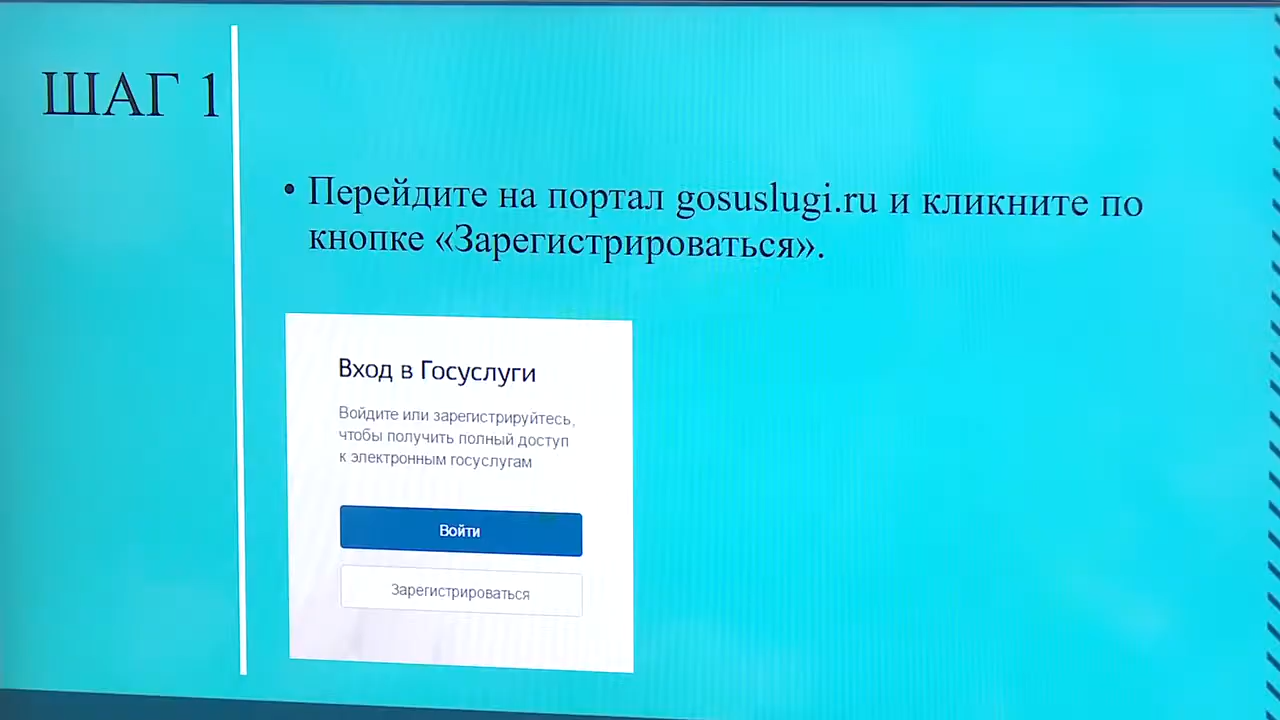 ШАГ 1
• Перейдите на портал gosuslugi.ru и кликните по
кнопке «Зарегистрироваться».
Вход в Госуслуги
Войдите или зарегистрируйтесь,
чтобы получить полный доступ
к электронным госуслугам
Войти
Зарегистрироваться